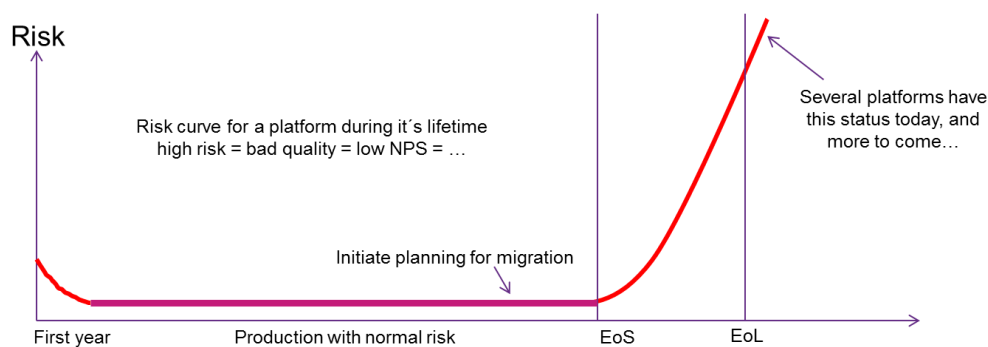 Risk
Risk curve for a platform during it´s lifetime
high risk = bad quality = low NPS = …
Several platforms have
this status today, and
more to come…
Initiate planning for migration
First year
Production with normal risk
EoS
EoL